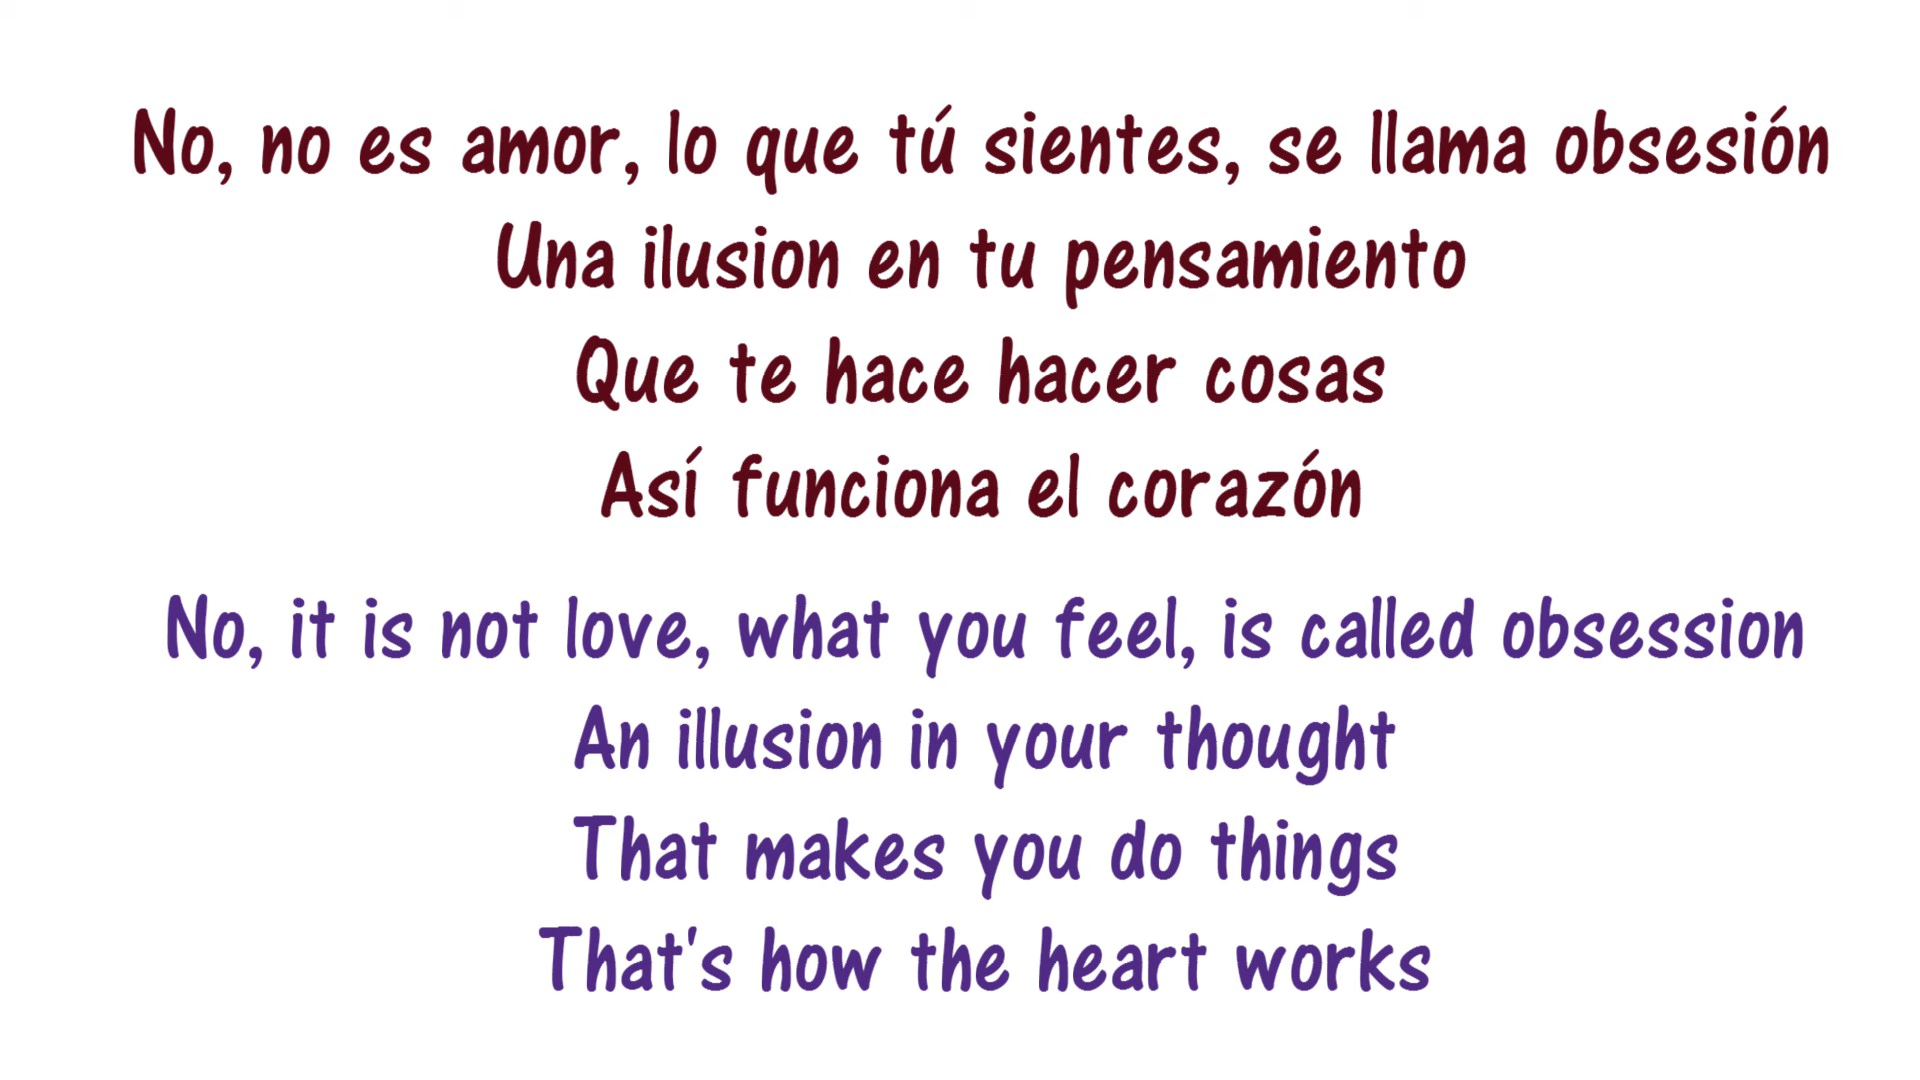 No, no es amor, lo que tú sientes, se llama obsesión
Una ilusion en tu pensamiento
Que te hace hacer cosas
Así funciona el corazón
No, it is not love, what you feel, is called obsession
An illusion in your thought
That makes you do things
That's how the heart works